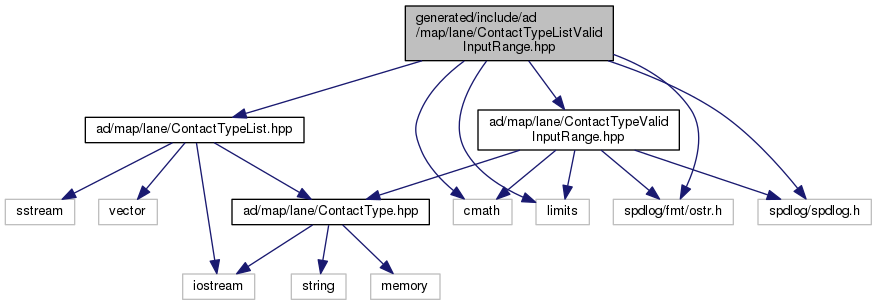 generated/include/ad
/map/lane/ContactTypeListValid
InputRange.hpp
ad/map/lane/ContactTypeList.hpp
ad/map/lane/ContactTypeValid
InputRange.hpp
sstream
vector
ad/map/lane/ContactType.hpp
cmath
limits
spdlog/fmt/ostr.h
spdlog/spdlog.h
iostream
string
memory